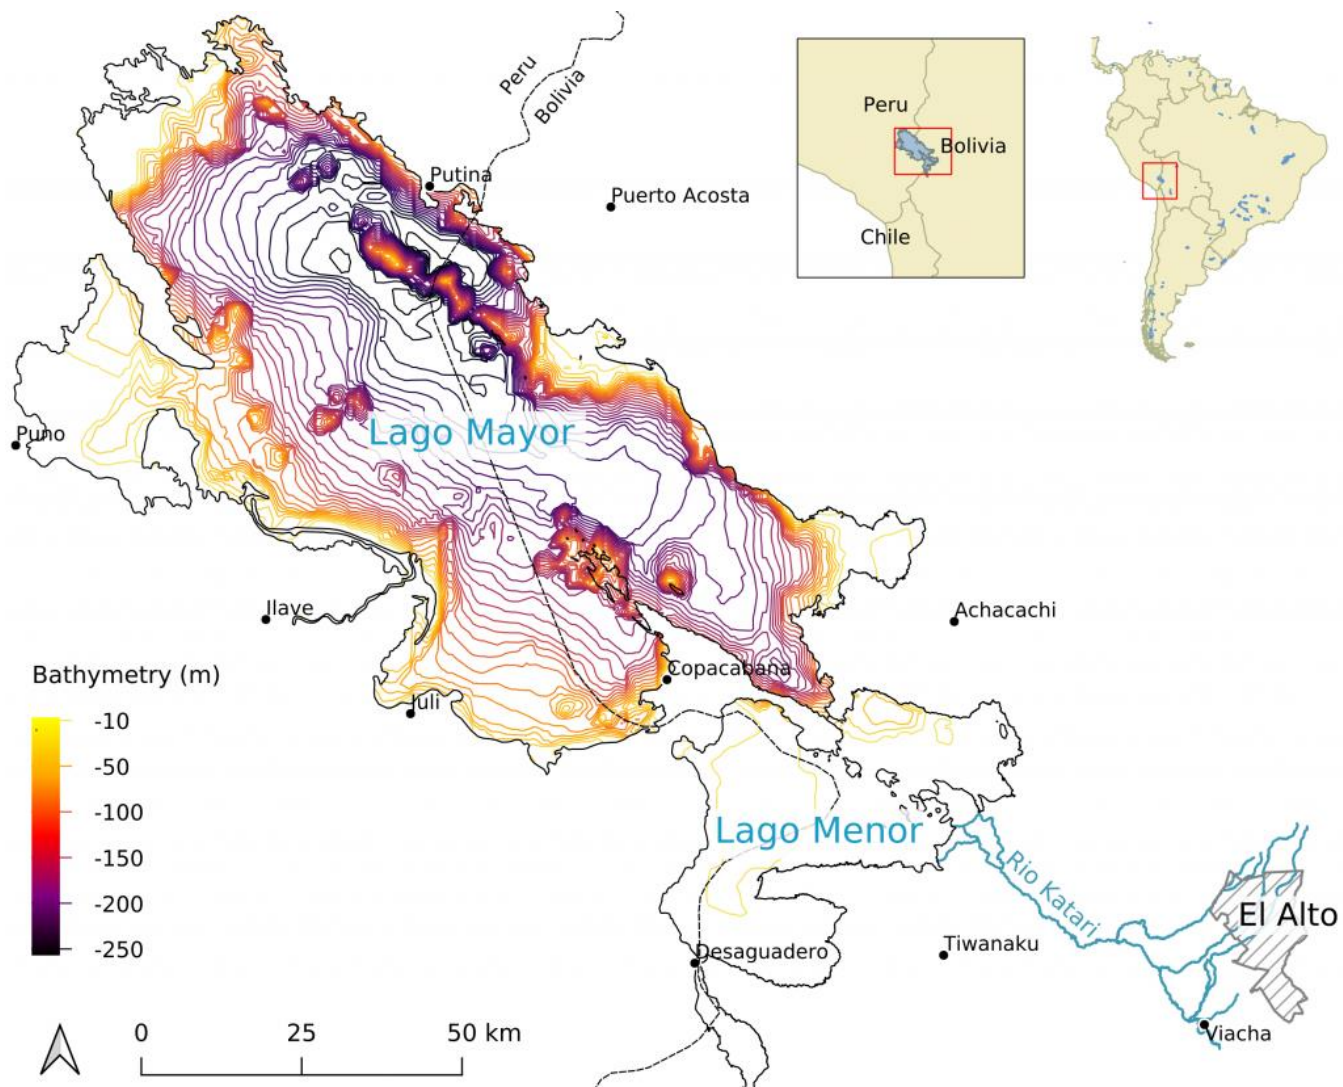 Peru
Bolivia
Peru
Bolivia
Chile
Putina
Puerto Acosta
Lago Mayor
Puno
Ilave
Achacachi
Copacabana
Juli
Bathymetry (m)
-10
-50
-100
-150
-200
-250
Lago Menor
Rio Katari
El Alto
Desaguadero
Tiwanaku
Viacha
0 25 50 km